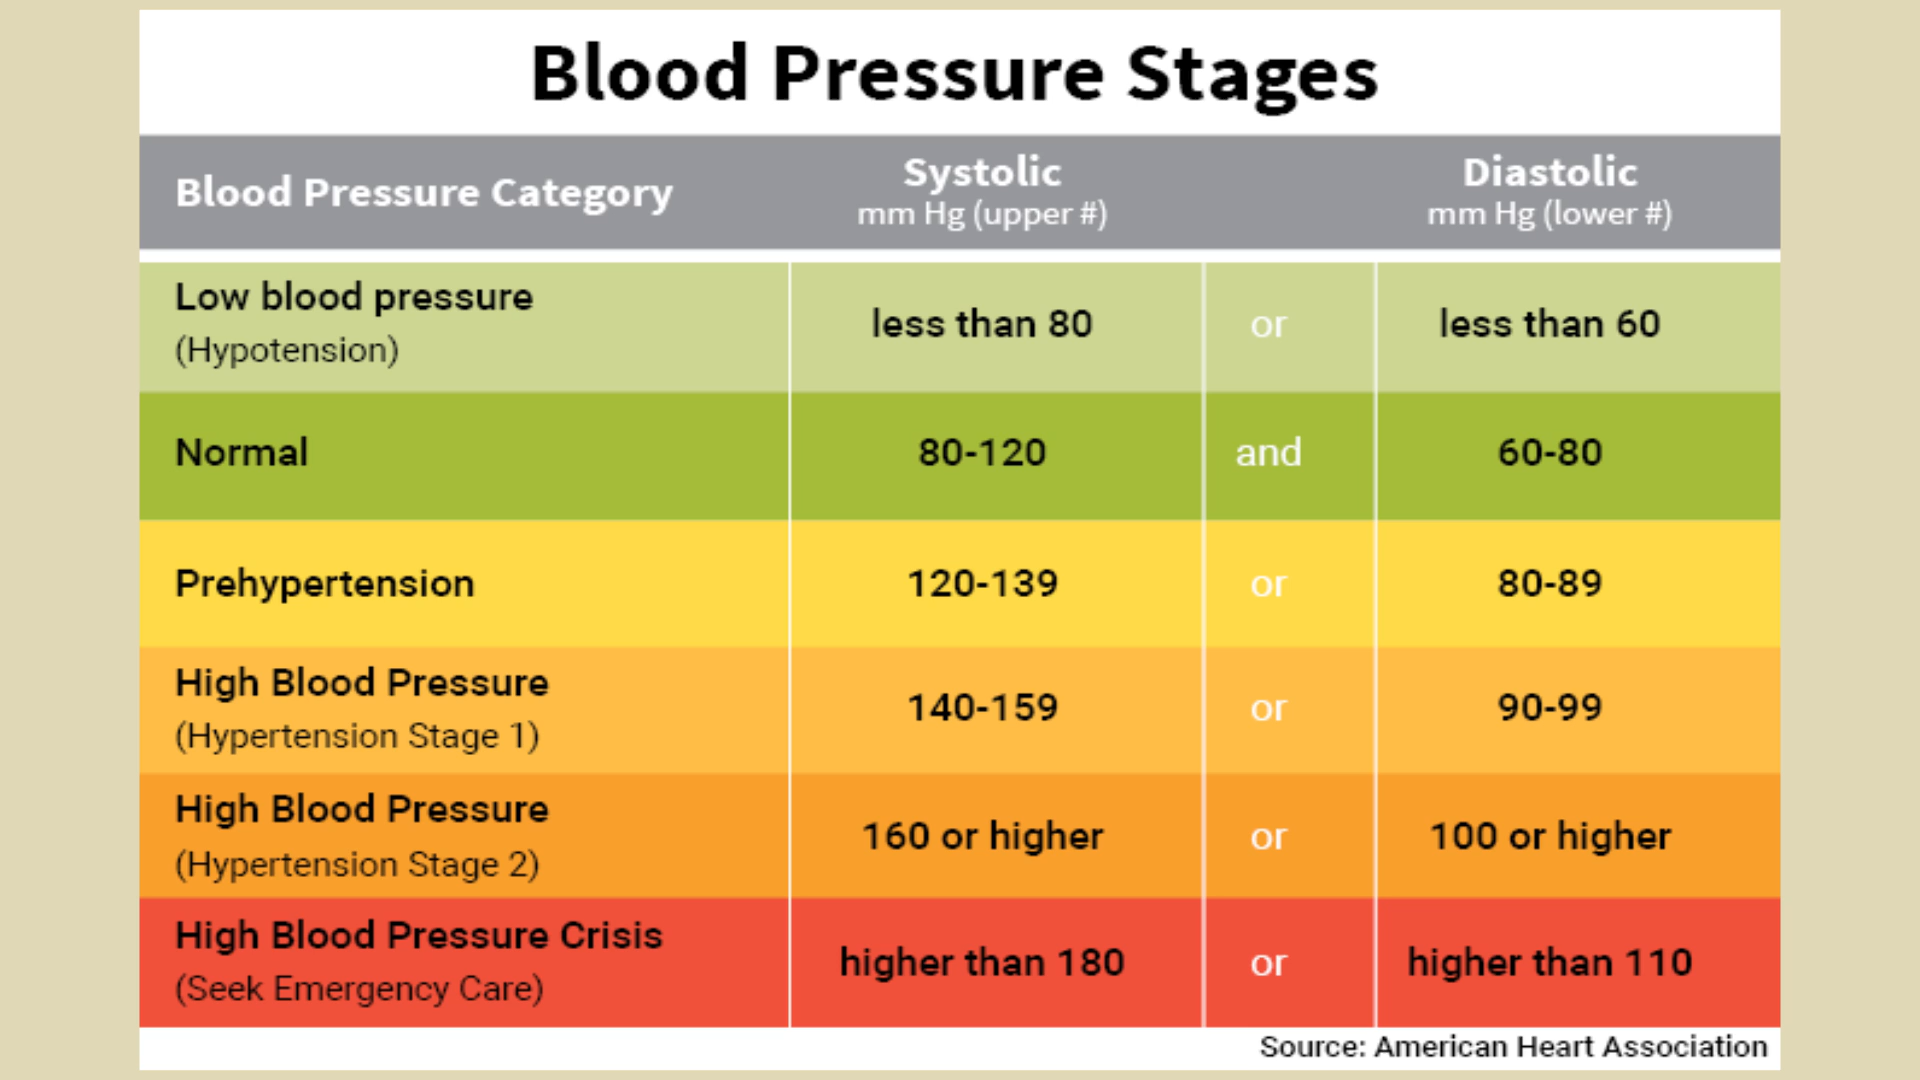 Blood Pressure Stages
Blood Pressure Category
Systolic
mm Hg (upper #)
Diastolic
mm Hg (lower #)
Low blood pressure
(Hypotension)
less than 80
or
less than 60
Normal
80-120
and
60-80
Prehypertension
120-139
or
80-89
High Blood Pressure
(Hypertension Stage 1)
140-159
or
90-99
High Blood Pressure
(Hypertension Stage 2)
160 or higher
or
100 or higher
High Blood Pressure Crisis
(Seek Emergency Care)
higher than 180
or
higher than 110
Source: American Heart Association